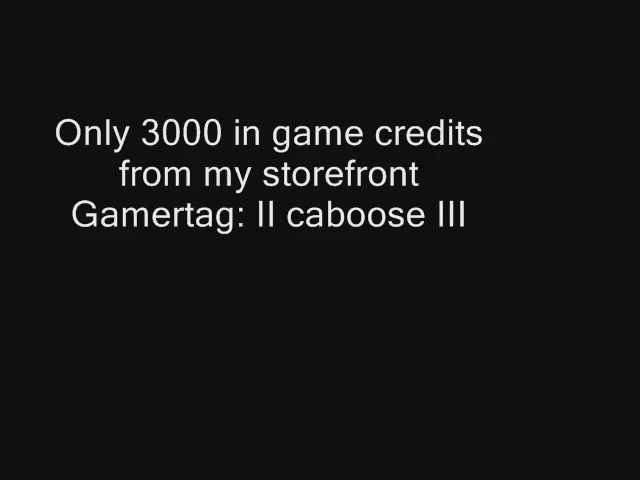 Only 3000 in game credits
from my storefront
Gamertag: II caboose III